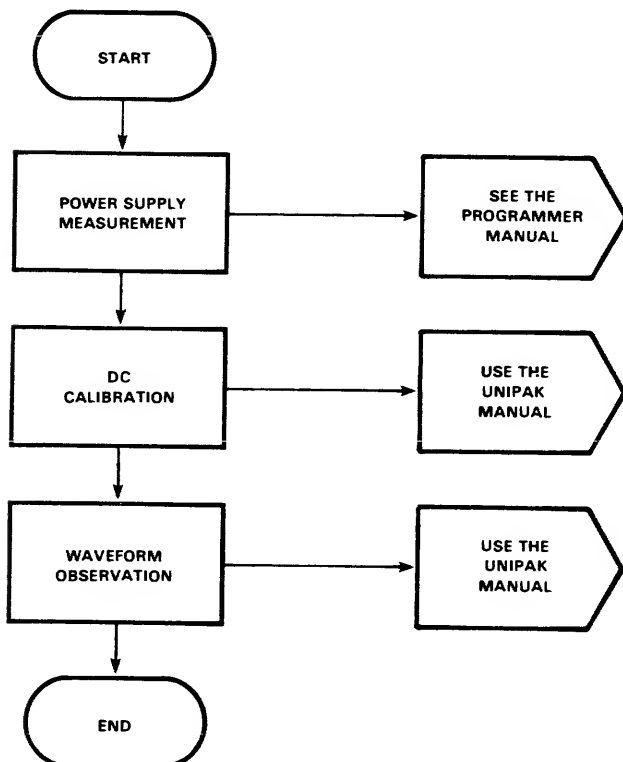 START
POWER SUPPLY
MEASUREMENT
SEE THE
PROGRAMMER
MANUAL
DC
CALIBRATION
USE THE
UNIPAK
MANUAL
WAVEFORM
OBSERVATION
USE THE
UNIPAK
MANUAL
END